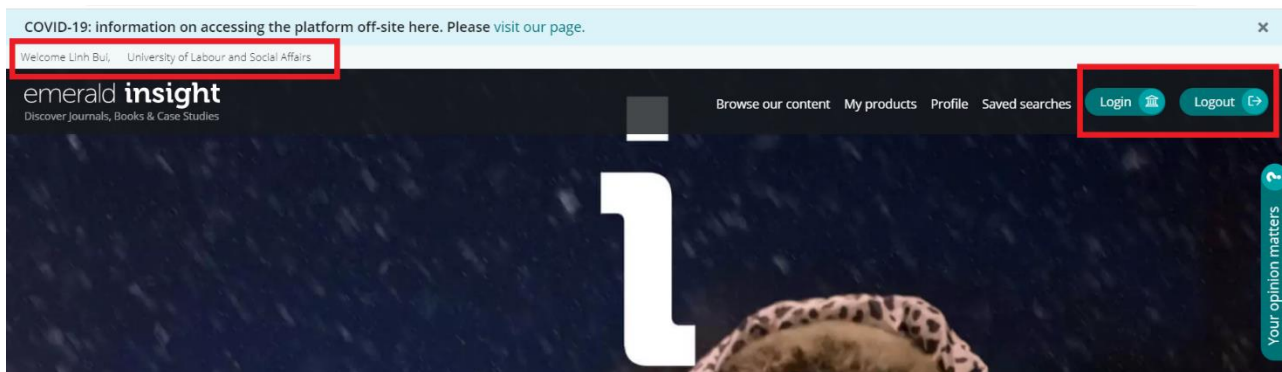 COVID-19: information on accessing the platform off-site here. Please visit our page.
Welcome Linh Bui, University of Labour and Social Affairs
emerald insight
Discover Journals, Books & Case Studies
Browse our content My products Profile Saved searches Login Logout
i
Your opinion matters ?